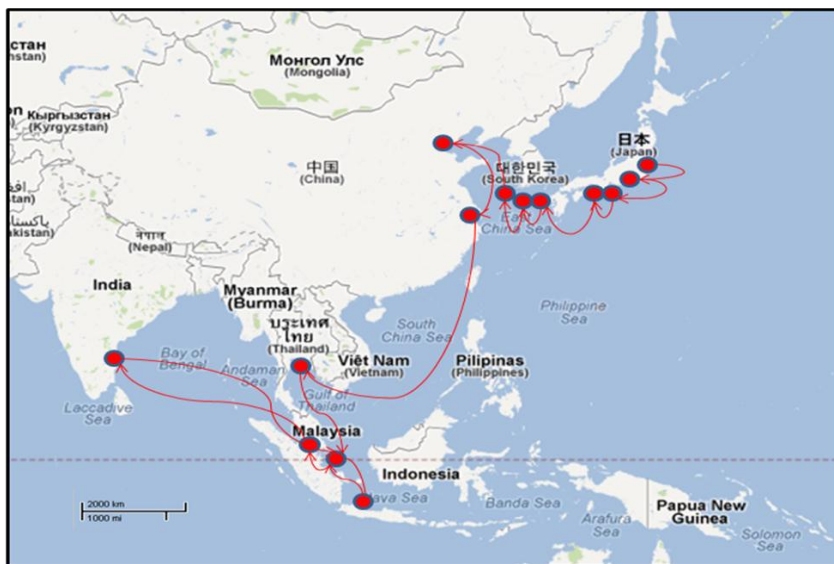 стан
nstan)
Монгол Улс
(Mongolia)
Кыргызстан
(Kyrgyzstan)
日本
(Japan)
대한민국
(South Korea)
中国
(China)
East
China Sea
नेपाल
(Nepal)
India
Myanmar
(Burma)
ประเทศ
ไทย
(Thailand)
Bay of
Bengal
Andaman
Sea
South
China Sea
Philippine
Sea
Việt Nam
(Vietnam)
Pilipinas
(Philippines)
Gulf of
Thailand
Laccadive
Sea
Malaysia
Indonesia
Java Sea
Banda Sea
Papua New
Guinea
Arafura
Sea
Solomon
Sea
2000 km
1000 mi